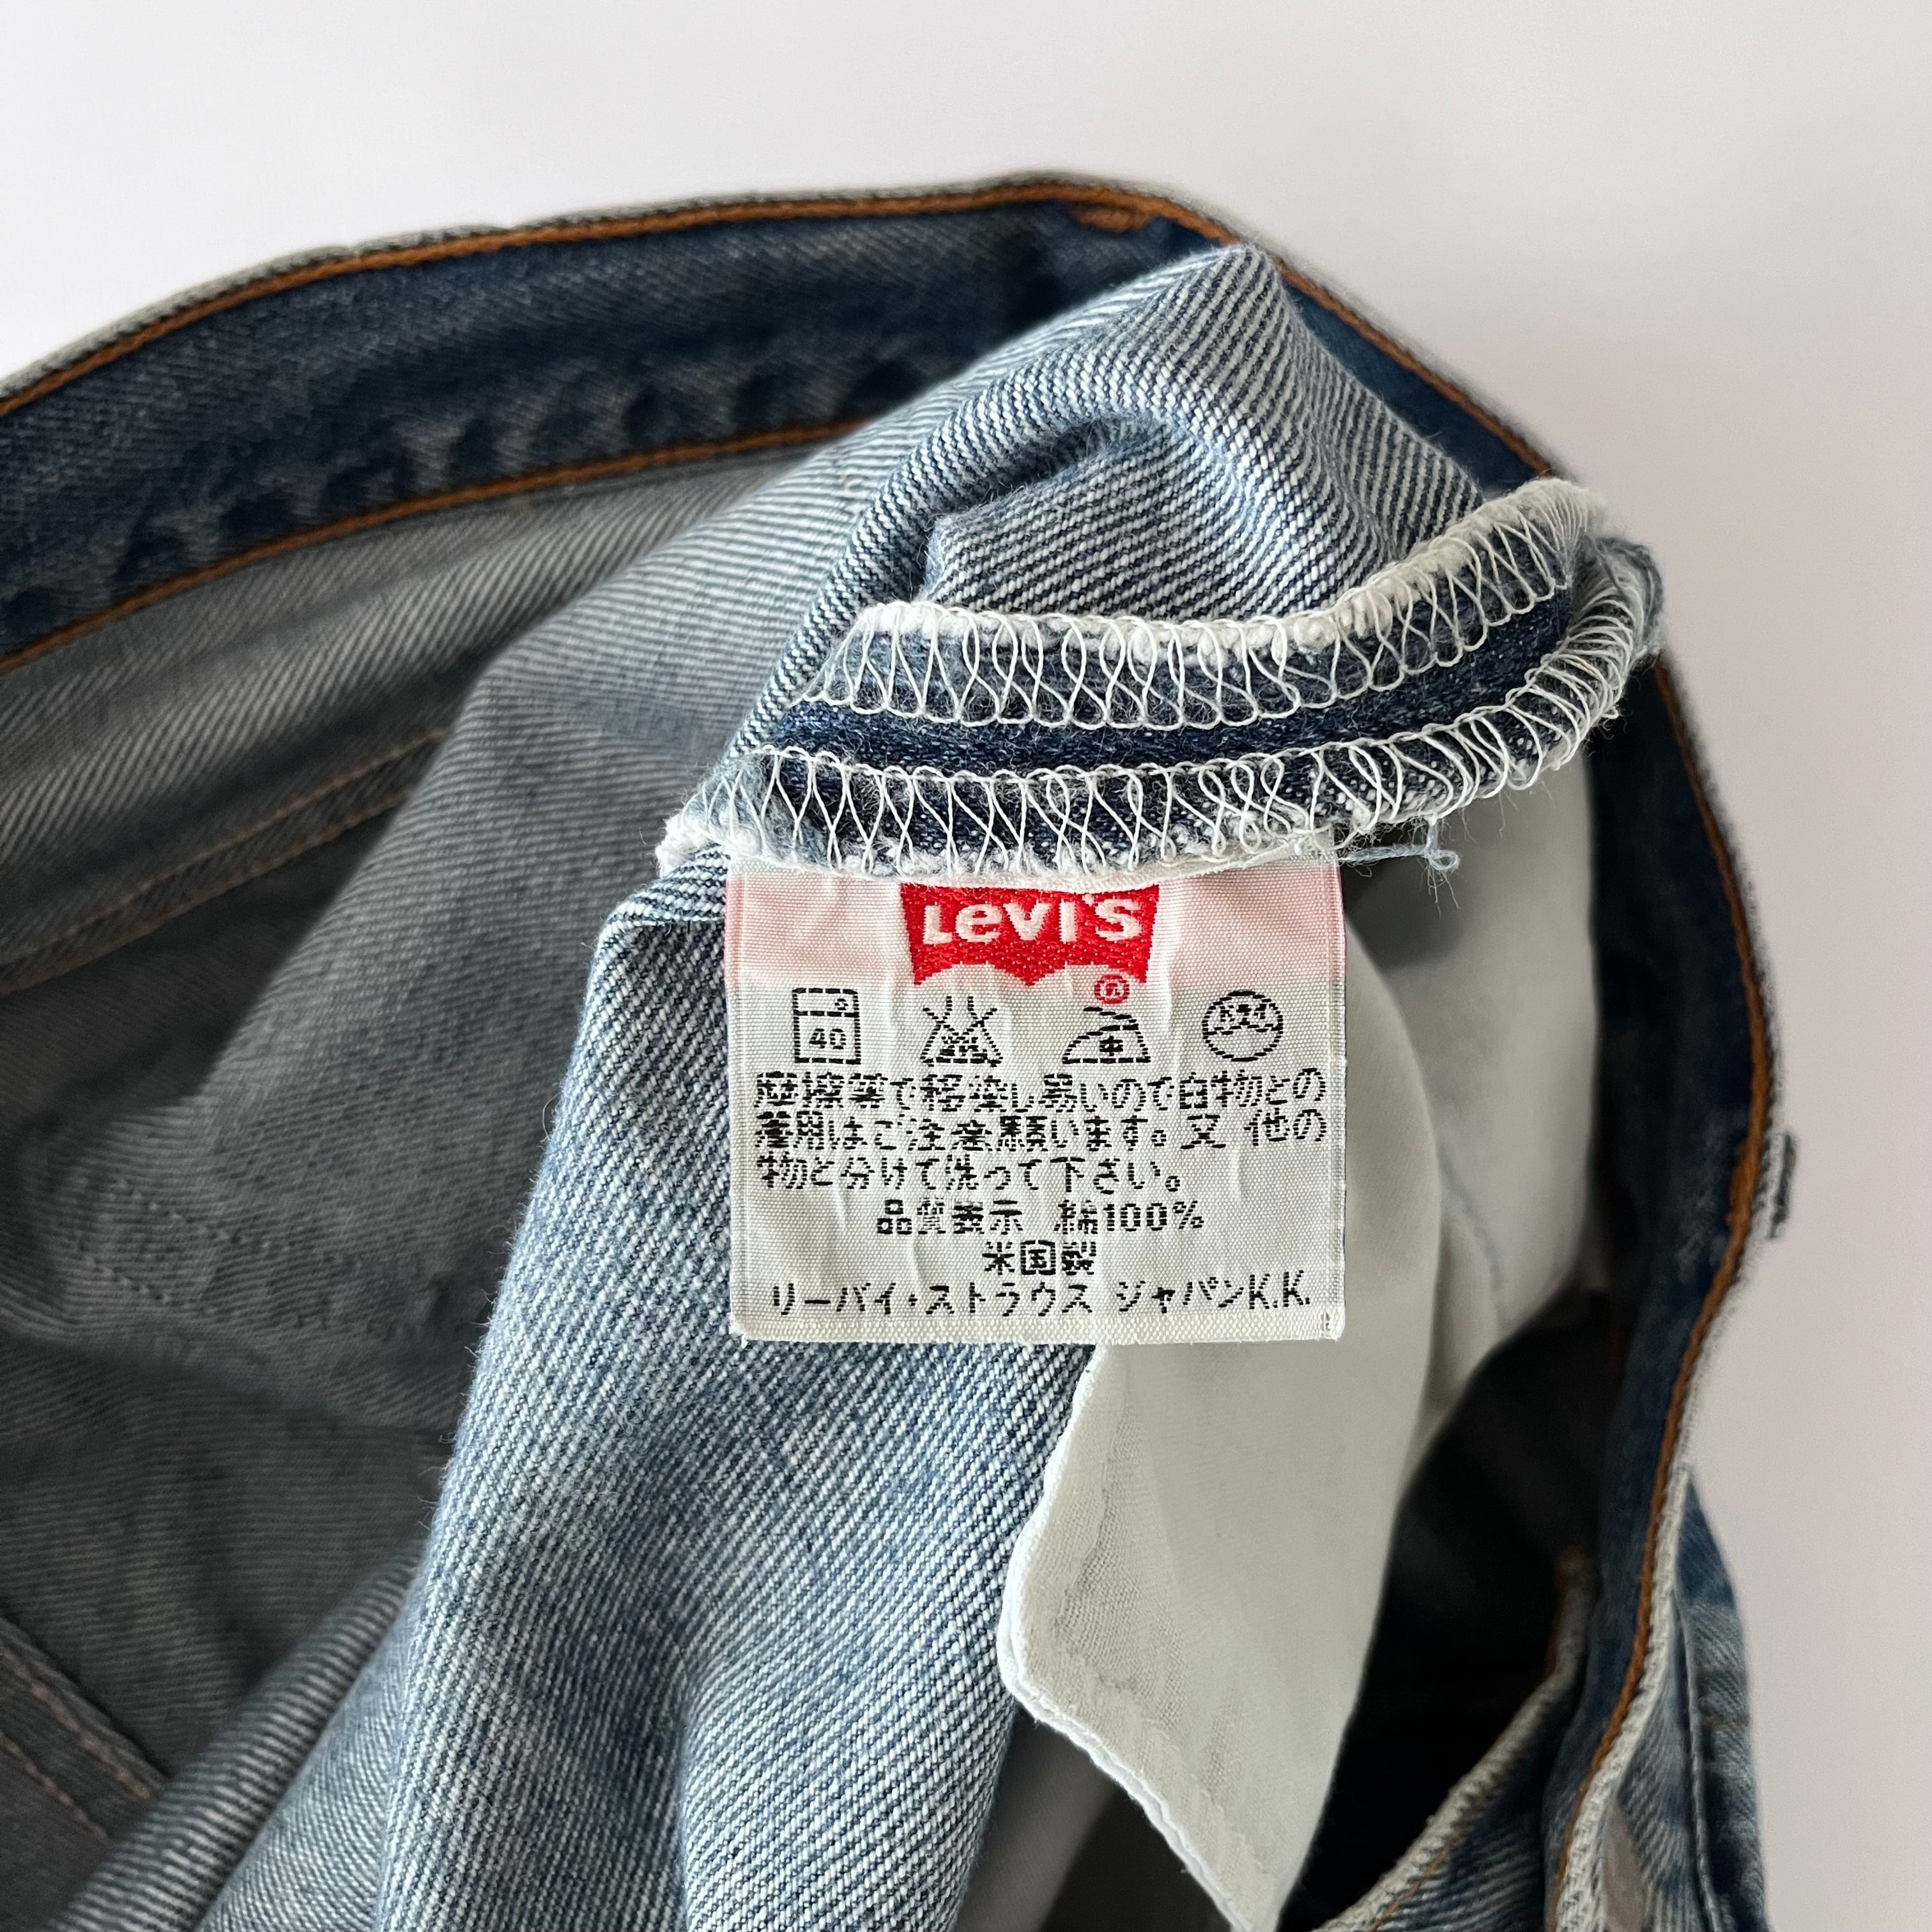 LEVI'S
®
40
中
ドライ
摩擦等で移染し易いので白物との
着用はご注意願います。又 他の
物と分けて洗って下さい。
品質表示 綿100%
米国製
リーバイ・ストラウス ジャパンK.K.